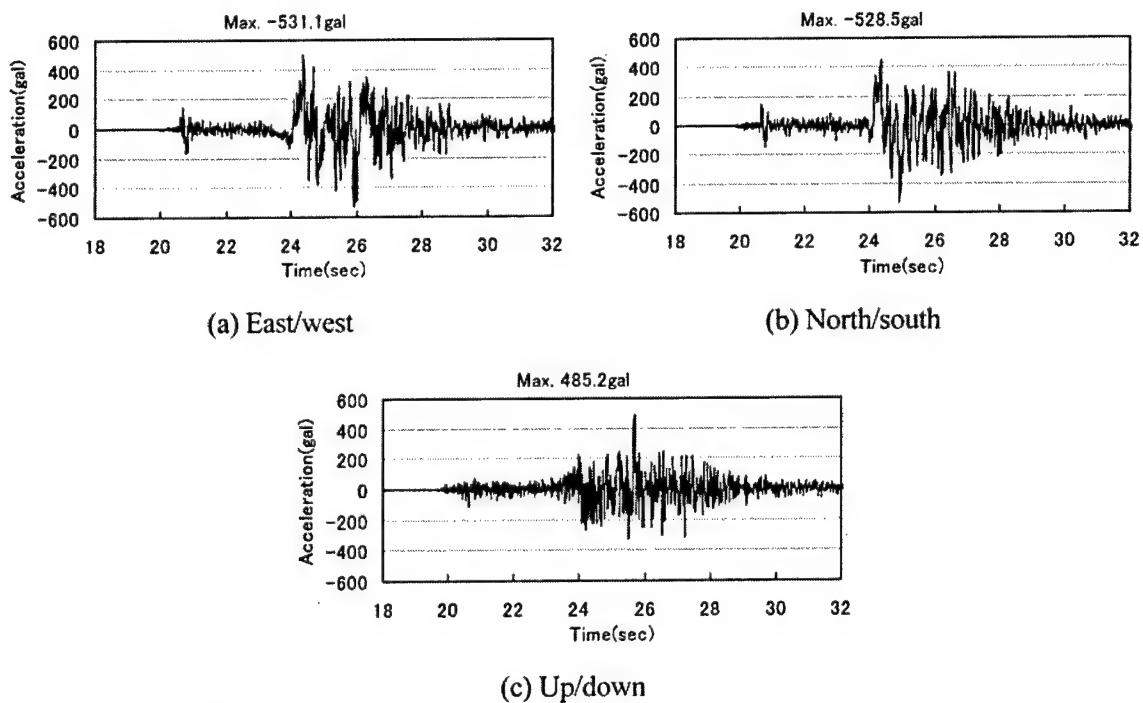 Max. -531.1gal
Acceleration(gal)
600
400
200
0
-200
-400
-600
18 20 22 24 26 28 30 32
Time(sec)
(a) East/west
Max. -528.5gal
Acceleration(gal)
600
400
200
0
-200
-400
-600
18 20 22 24 26 28 30 32
Time(sec)
(b) North/south
Max. 485.2gal
Acceleration(gal)
600
400
200
0
-200
-400
-600
18 20 22 24 26 28 30 32
Time(sec)
(c) Up/down